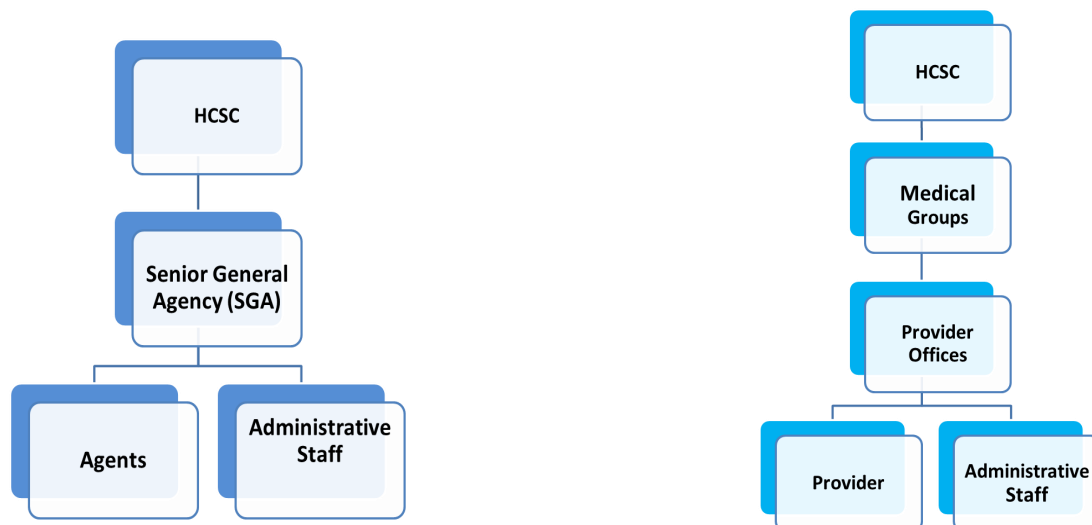 HCSC
Senior General
Agency (SGA)
Agents
Administrative
Staff
HCSC
Medical
Groups
Provider
Offices
Provider
Administrative
Staff